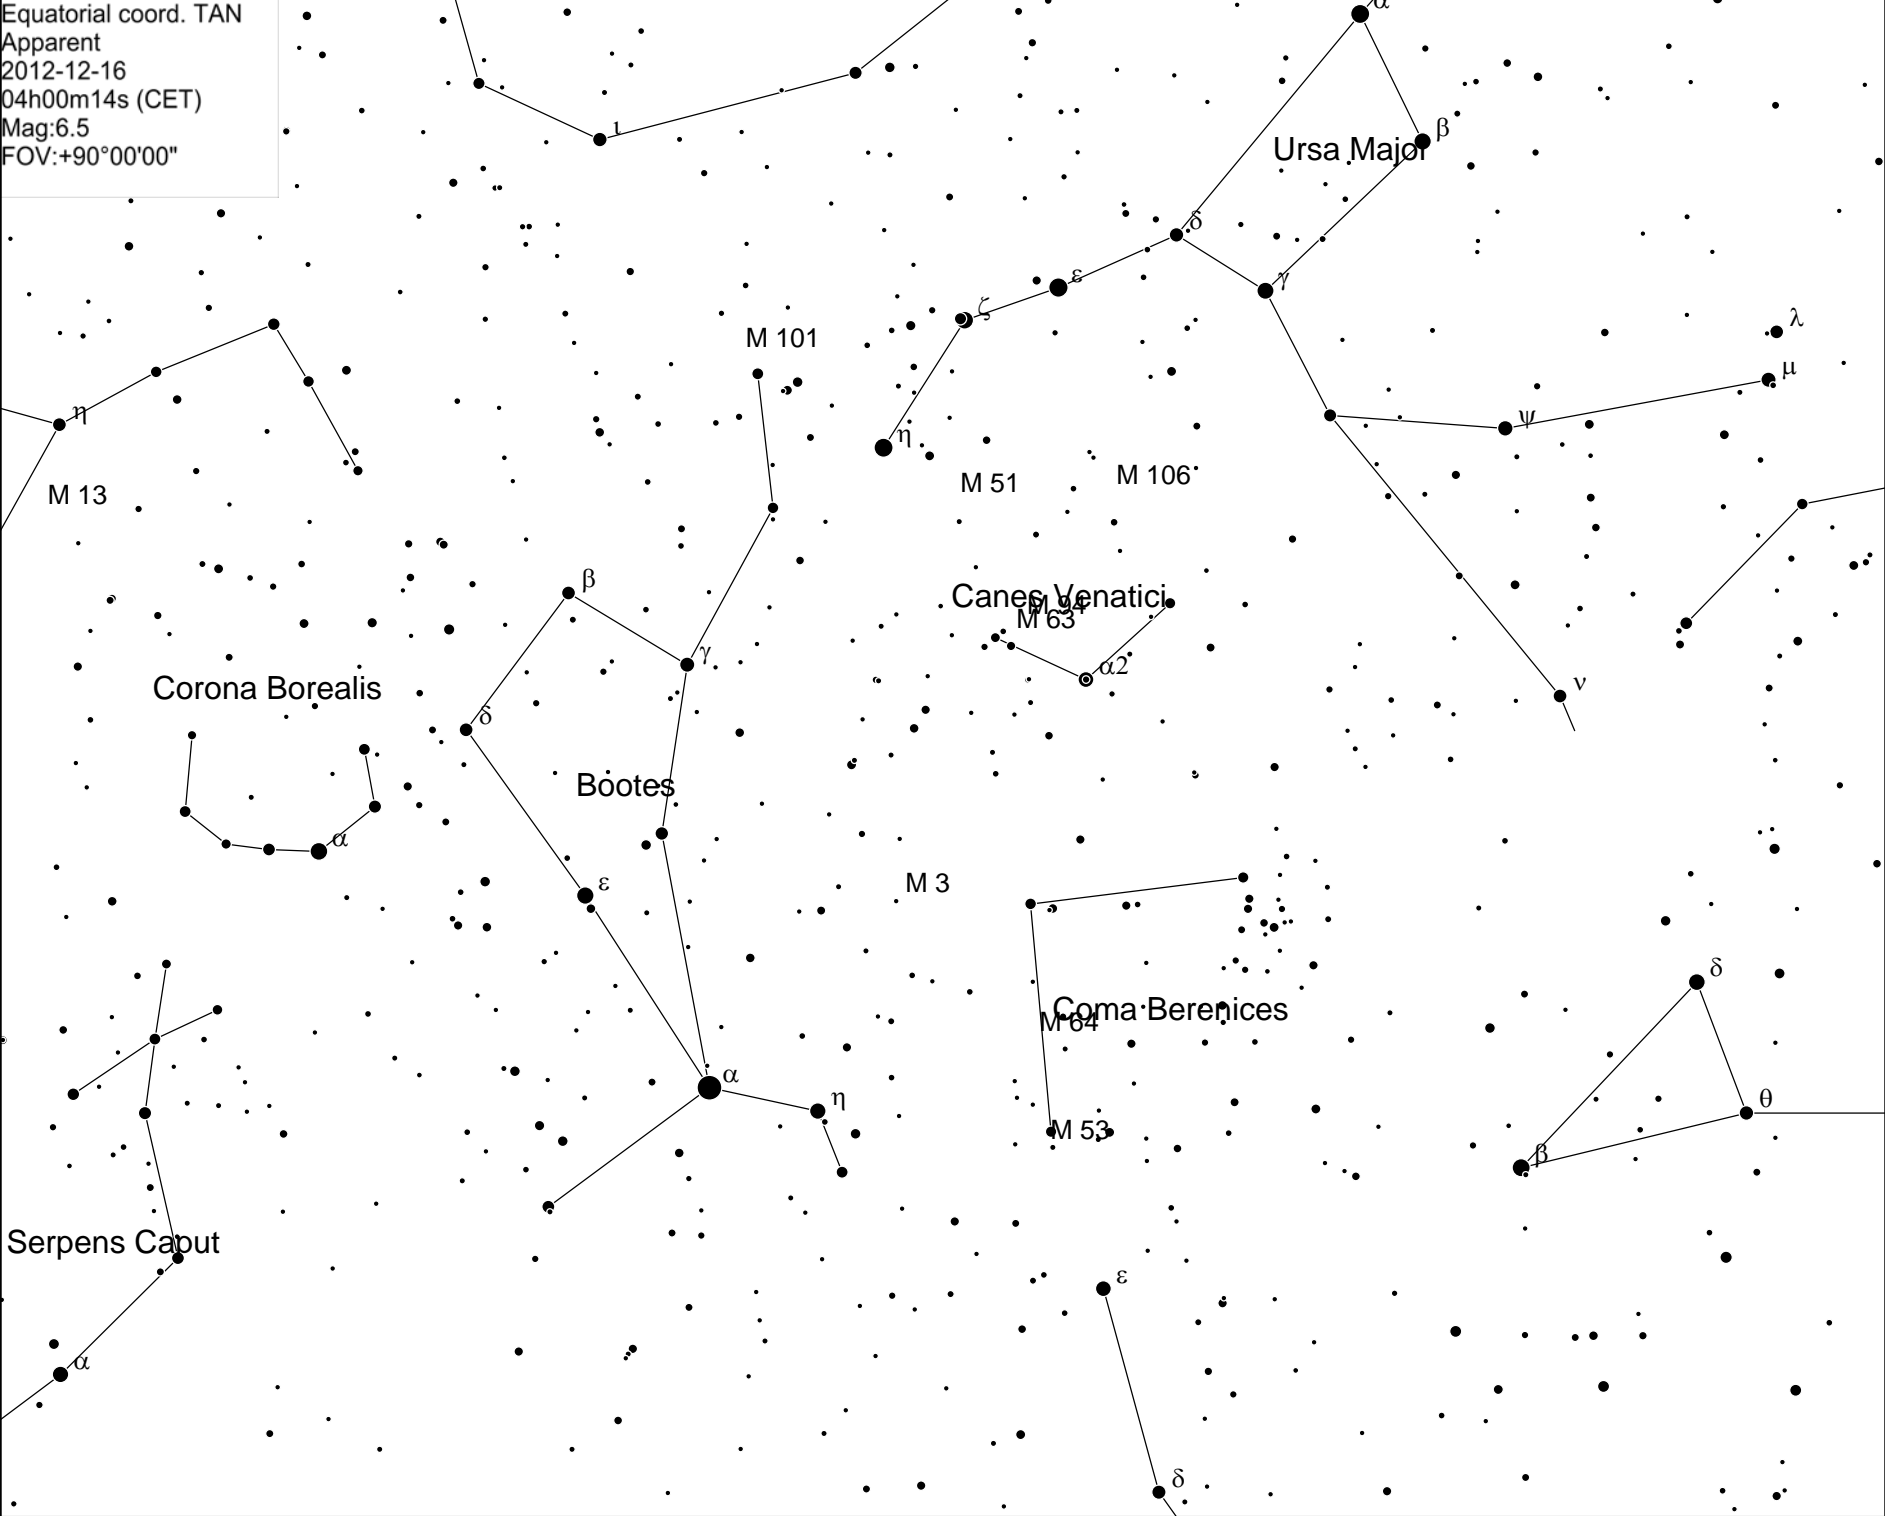 Equatorial coord. TAN
Apparent
2012-12-16
04h00m14s (CET)
Mag:6.5
FOV:+90°00'00"
α
ι
β
Ursa Major
δ
ε
γ
ζ
λ
M 101
μ
η
η
ψ
M 51
M 106
M 13
β
Canes Venatici
M 94
M 63
γ
α2
ν
Corona Borealis
δ
Bootes
α
ε
M 3
δ
Coma Berenices
M 64
α
η
θ
M 53
β
Serpens Caput
ε
α
δ